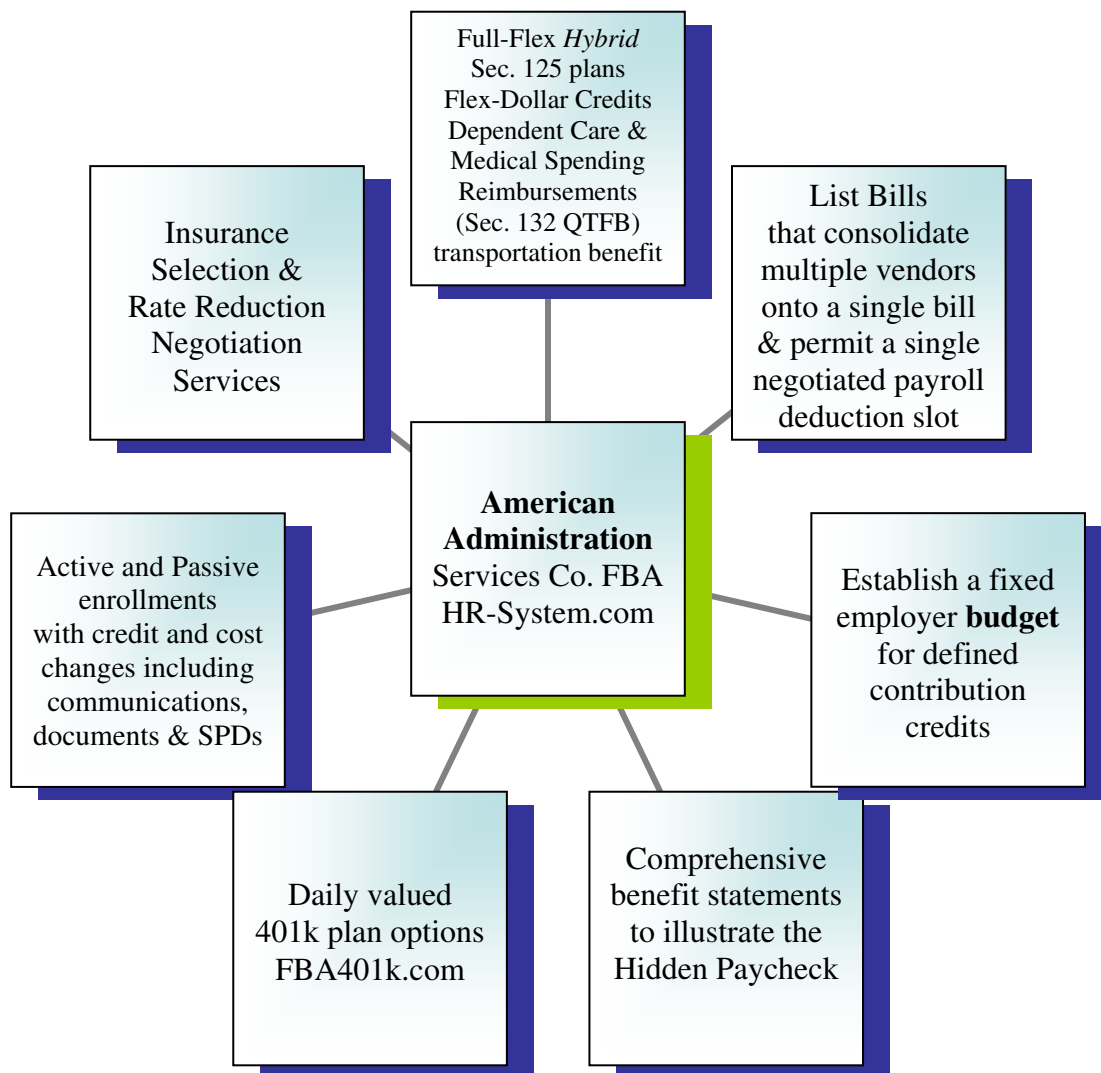 Full-Flex Hybrid
Sec. 125 plans
Flex-Dollar Credits
Dependent Care &
Medical Spending
Reimbursements
(Sec. 132 QTFB)
transportation benefit
Insurance
Selection &
Rate Reduction
Negotiation
Services
List Bills
that consolidate
multiple vendors
onto a single bill
& permit a single
negotiated payroll
deduction slot
American
Administration
Services Co. FBA
HR-System.com
Active and Passive
enrollments
with credit and cost
changes including
communications,
documents & SPDs
Establish a fixed
employer budget
for defined
contribution
credits
Daily valued
401k plan options
FBA401k.com
Comprehensive
benefit statements
to illustrate the
Hidden Paycheck